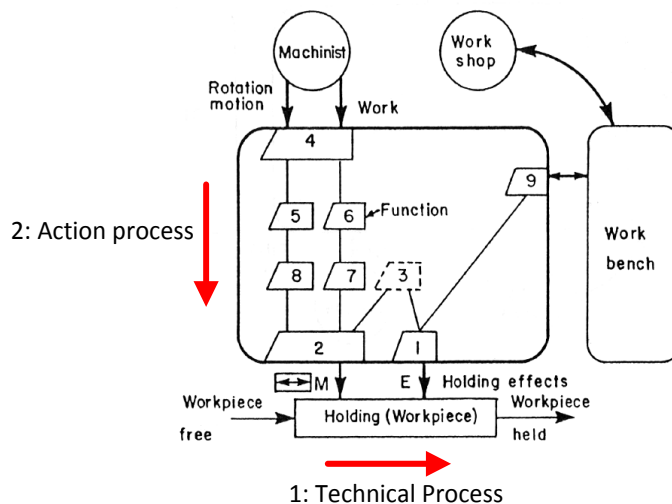 Machinist
Work
shop
Rotation
motion
Work
4
9
5
6
Function
2: Action process
8
7
3
Work
bench
2
1
M
E
Holding effects
Workpiece
free
Holding (Workpiece)
Workpiece
held
1: Technical Process